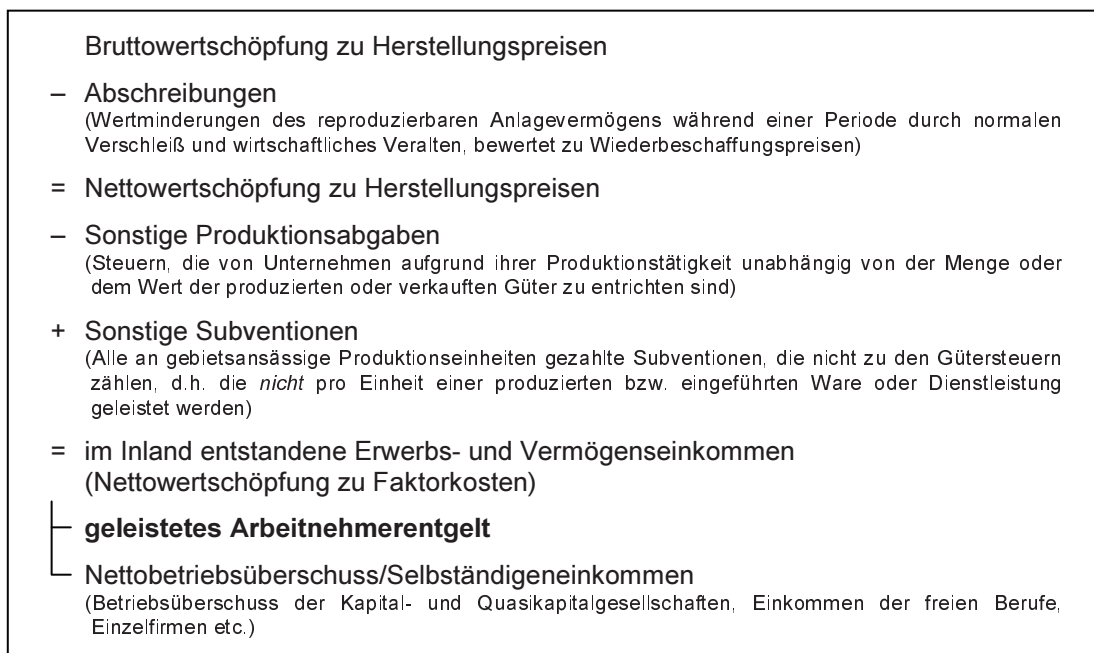 Bruttowertschöpfung zu Herstellungspreisen
– Abschreibungen
(Wertminderungen des reproduzierbaren Anlagevermögens während einer Periode durch normalen
Verschleiß und wirtschaftliches Veralten, bewertet zu Wiederbeschaffungspreisen)
= Nettowertschöpfung zu Herstellungspreisen
– Sonstige Produktionsabgaben
(Steuern, die von Unternehmen aufgrund ihrer Produktionstätigkeit unabhängig von der Menge oder
dem Wert der produzierten oder verkauften Güter zu entrichten sind)
+ Sonstige Subventionen
(Alle an gebietsansässige Produktionseinheiten gezahlte Subventionen, die nicht zu den Gütersteuern
zählen, d.h. die nicht pro Einheit einer produzierten bzw. eingeführten Ware oder Dienstleistung
geleistet werden)
= im Inland entstandene Erwerbs- und Vermögenseinkommen
(Nettowertschöpfung zu Faktorkosten)
geleistetes Arbeitnehmerentgelt
Nettobetriebsüberschuss/Selbständigeneinkommen
(Betriebsüberschuss der Kapital- und Quasikapitalgesellschaften, Einkommen der freien Berufe,
Einzelfirmen etc.)